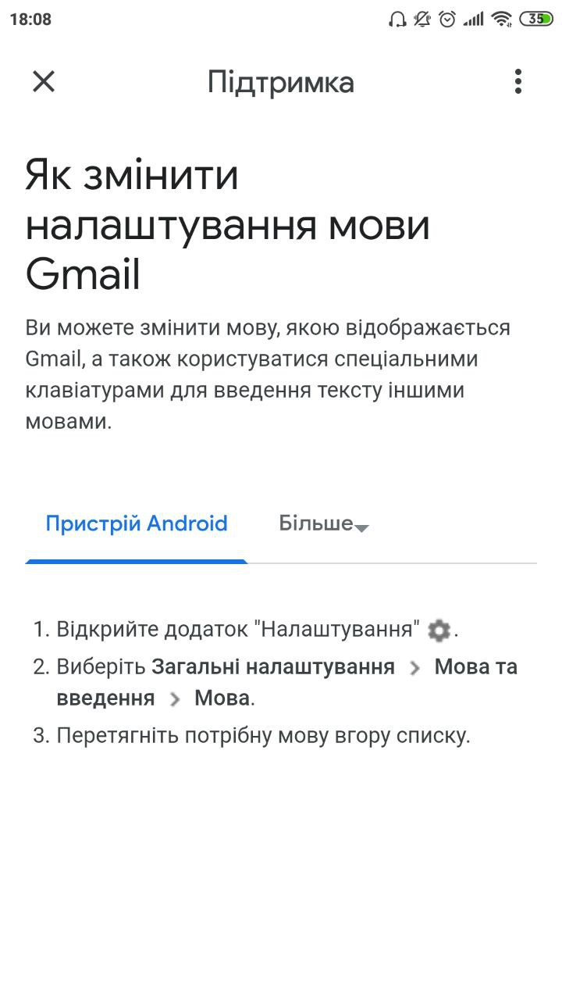 18:08
35
Підтримка
Як змінити
налаштування мови
Gmail
Ви можете змінити мову, якою відображається
Gmail, а також користуватися спеціальними
клавіатурами для введення тексту іншими
мовами.
Пристрій Android
Більше
1. Відкрийте додаток "Налаштування" .
2. Виберіть Загальні налаштування > Мова та
введення > Мова.
3. Перетягніть потрібну мову вгору списку.